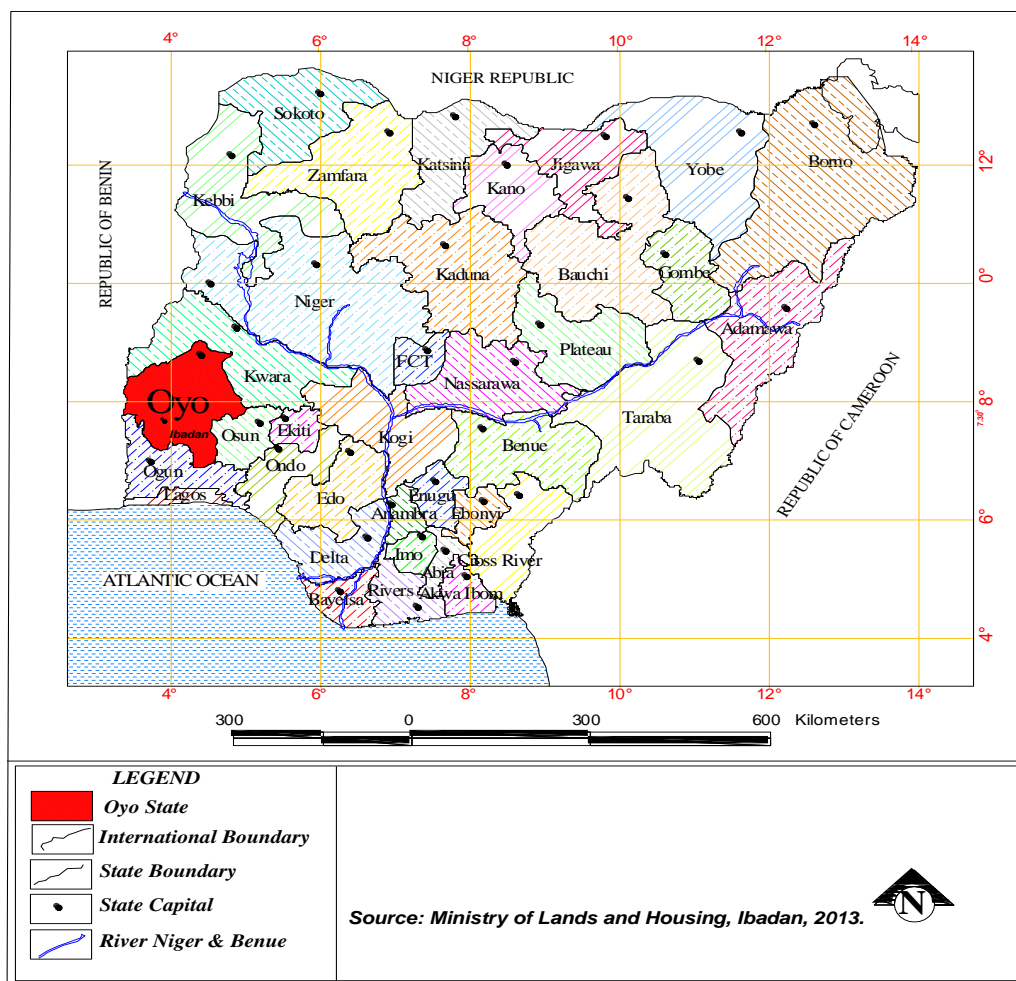 4° 6° 8° 10° 12° 14°
NIGER REPUBLIC
REPUBLIC OF BENIN
Sokoto
Kebbi
Zamfara
Katsina
Kano
Jigawa
Yobe
Borno
12°
Niger
Kaduna
Bauchi
Gombe
0°
Adamawa
Kwara
FCT
Nassarawa
Plateau
Taraba
8°
7.30°
Oyo
Ibadan
Osun
Ekiti
Kogi
Benue
REPUBLIC OF CAMEROON
Ogun
Ondo
Lagos
Edo
Enugu
Anambra
Ebonyi
6°
Delta
Imo
Abia
Cross River
ATLANTIC OCEAN
Bayelsa
Rivers
Akwa Ibom
4°
4° 6° 8° 10° 12° 14°
300 0 300 600 Kilometers
LEGEND
Oyo State
International Boundary
State Boundary
State Capital
River Niger & Benue
Source: Ministry of Lands and Housing, Ibadan, 2013.
N